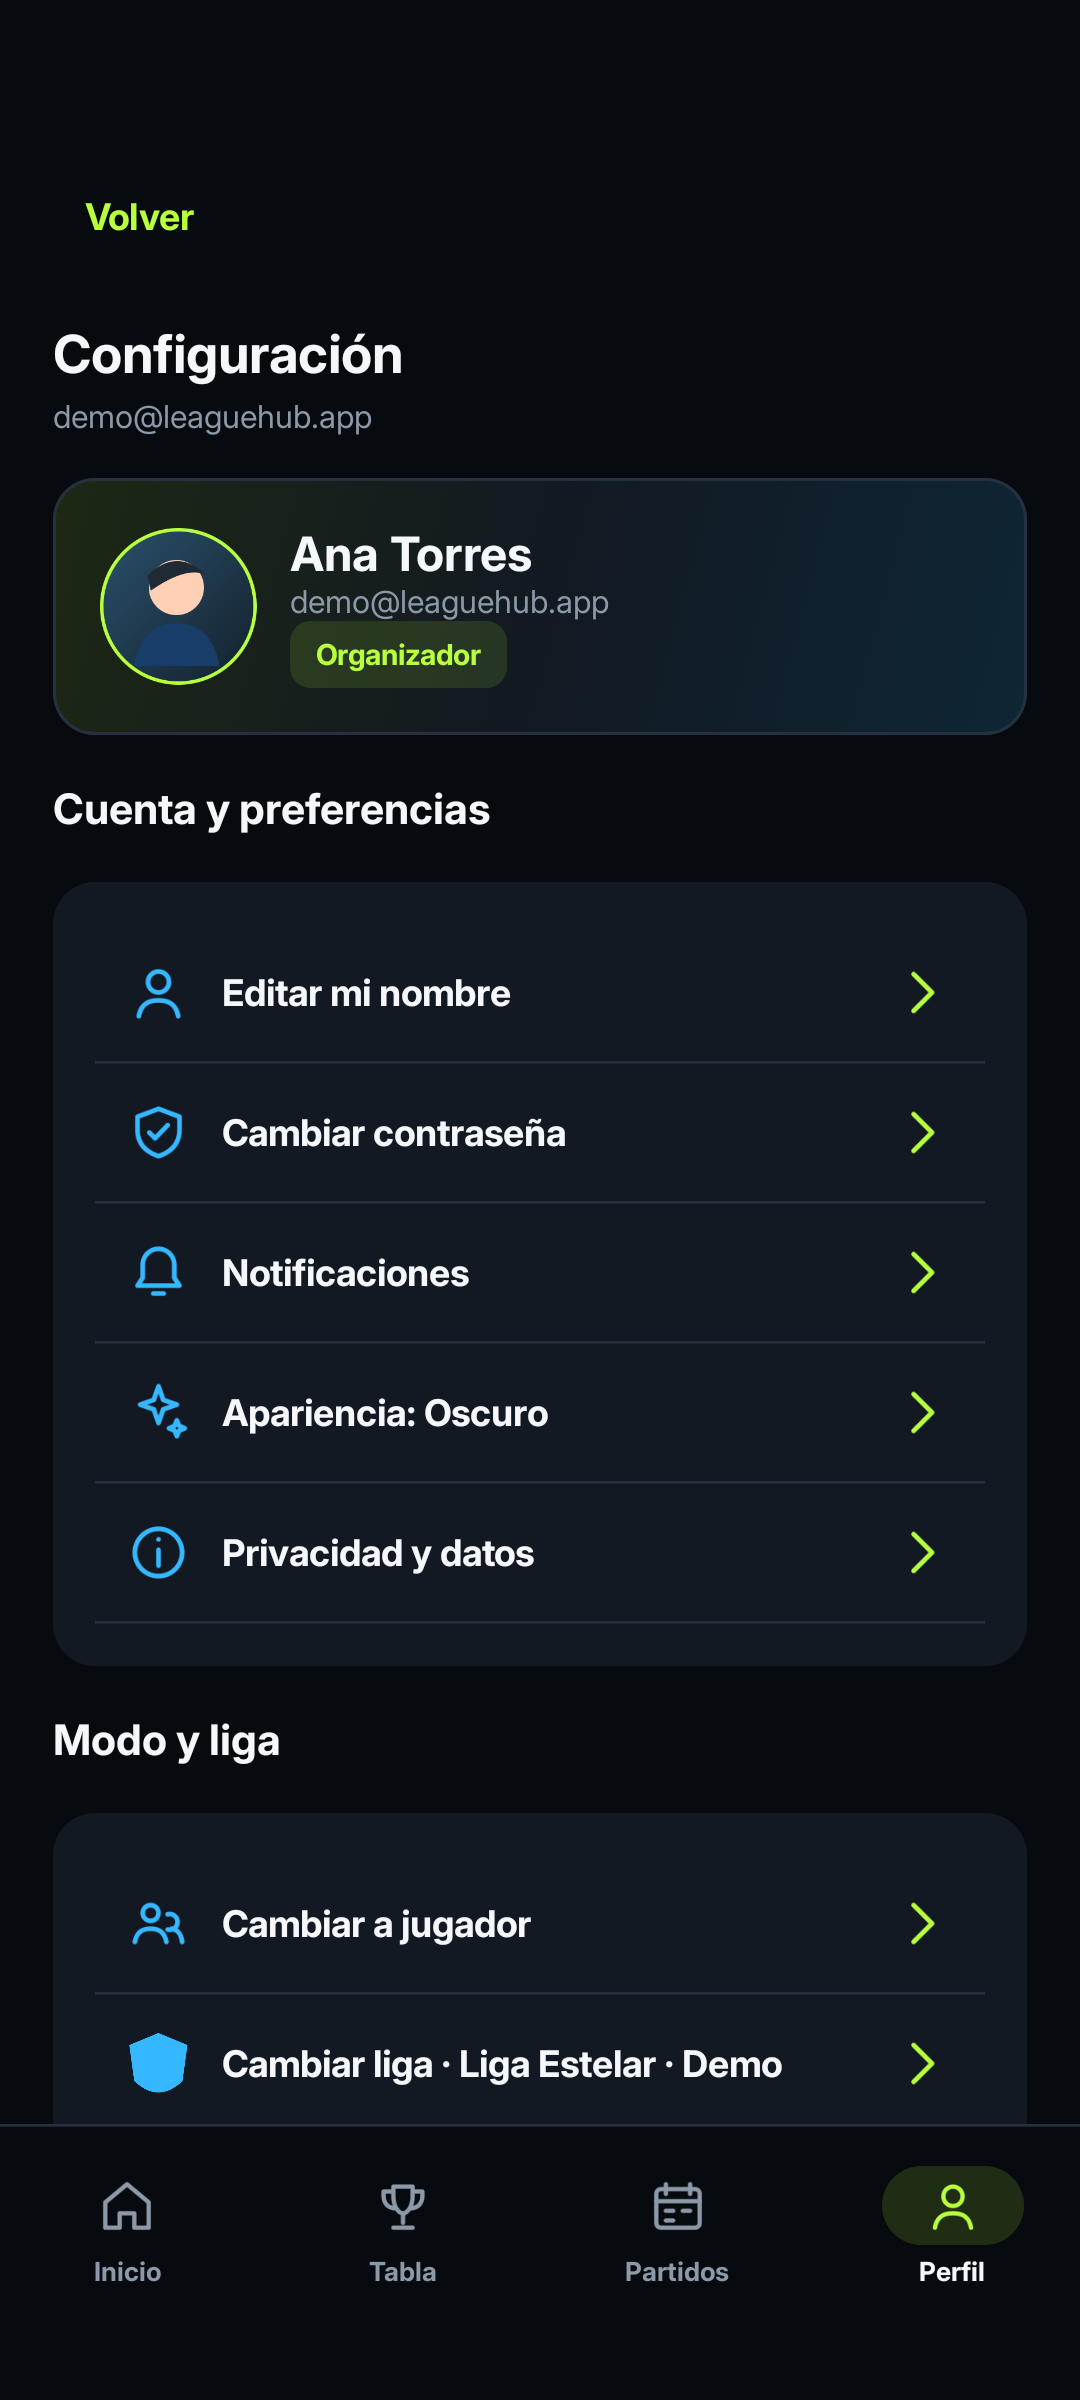 Volver
Configuración
demo@leaguehub.app
Ana Torres
demo@leaguehub.app
Organizador
Cuenta y preferencias
Editar mi nombre
Cambiar contraseña
Notificaciones
Apariencia: Oscuro
Privacidad y datos
Modo y liga
Cambiar a jugador
Cambiar liga · Liga Estelar · Demo
Inicio
Tabla
Partidos
Perfil